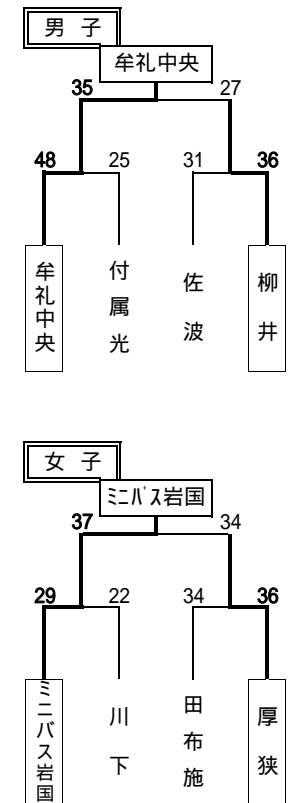 男子
牟礼中央
35 27
48 25 31 36
牟礼中央
付属光
佐波
柳井
女子
ﾐﾆﾊﾞｽ岩国
37 34
29 22 34 36
ミニバス岩国
川下
田布施
厚狭